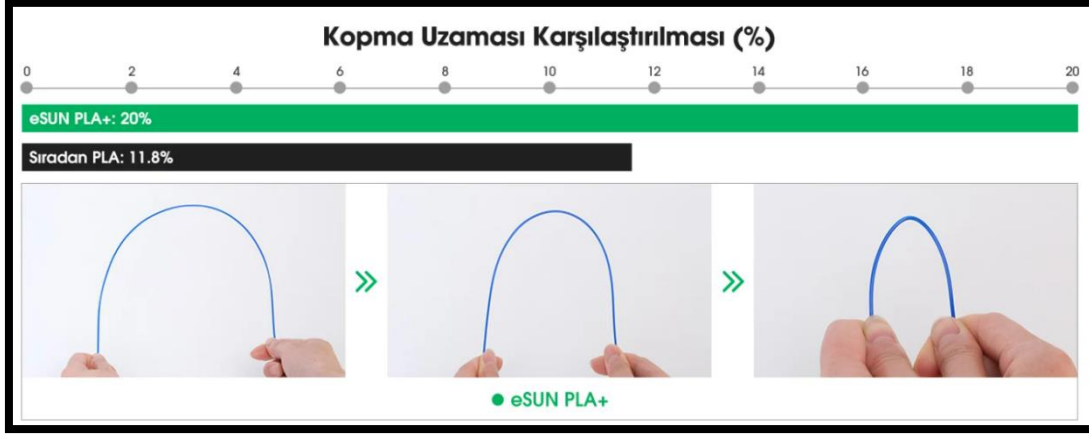 Kopma Uzaması Karşılaştırılması (%)
0 2 4 6 8 10 12 14 16 18 20
eSUN PLA+: 20%
Sıradan PLA: 11.8%
eSUN PLA+